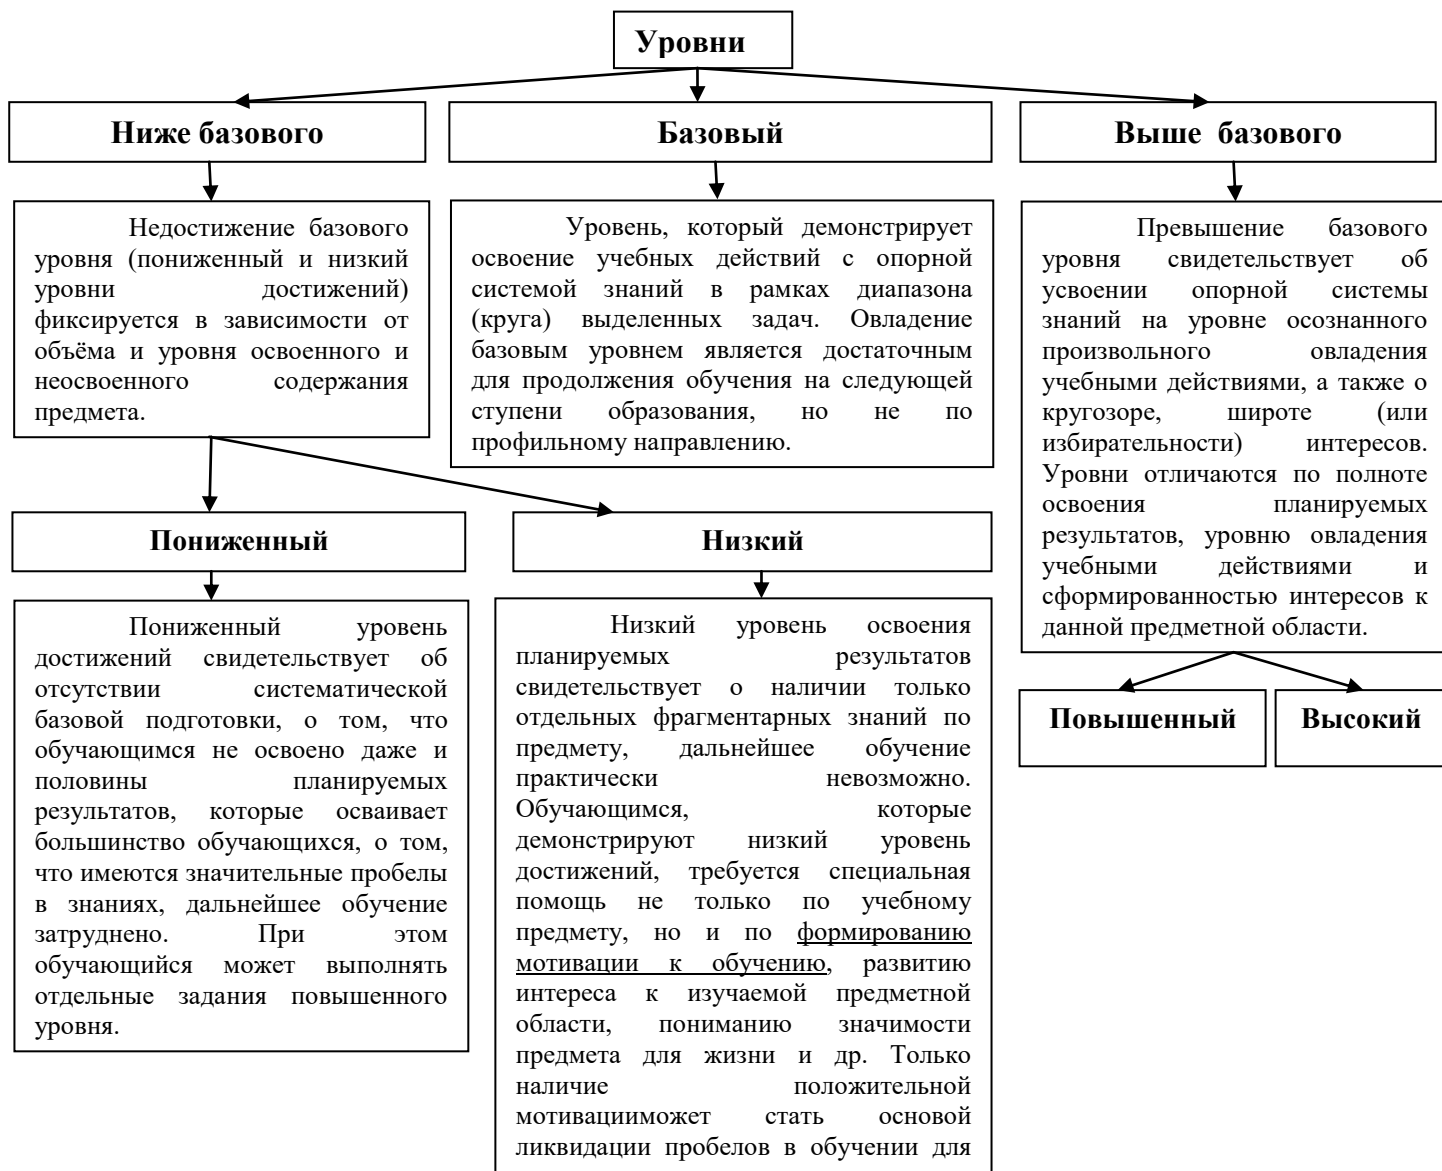 Уровни
Ниже базового
Базовый
Выше базового
Недостижение базового
уровня (пониженный и низкий
уровни достижений)
фиксируется в зависимости от
объёма и уровня освоенного и
неосвоенного содержания
предмета.
Уровень, который демонстрирует
освоение учебных действий с опорной
системой знаний в рамках диапазона
(круга) выделенных задач. Овладение
базовым уровнем является достаточным
для продолжения обучения на следующей
ступени образования, но не по
профильному направлению.
Превышение базового
уровня свидетельствует об
усвоении опорной системы
знаний на уровне осознанного
произвольного овладения
учебными действиями, а также о
кругозоре, широте (или
избирательности) интересов.
Уровни отличаются по полноте
освоения планируемых
результатов, уровню овладения
учебными действиями и
сформированностью интересов к
данной предметной области.
Пониженный
Низкий
Повышенный
Высокий
Пониженный уровень
достижений свидетельствует об
отсутствии систематической
базовой подготовки, о том, что
обучающимся не освоено даже и
половины планируемых
результатов, которые осваивает
большинство обучающихся, о том,
что имеются значительные пробелы
в знаниях, дальнейшее обучение
затруднено. При этом
обучающийся может выполнять
отдельные задания повышенного
уровня.
Низкий уровень освоения
планируемых результатов
свидетельствует о наличии только
отдельных фрагментарных знаний по
предмету, дальнейшее обучение
практически невозможно.
Обучающимся, которые
демонстрируют низкий уровень
достижений, требуется специальная
помощь не только по учебному
предмету, но и по формированию
мотивации к обучению, развитию
интереса к изучаемой предметной
области, пониманию значимости
предмета для жизни и др. Только
наличие положительной
мотивацииможет стать основой
ликвидации пробелов в обучении для